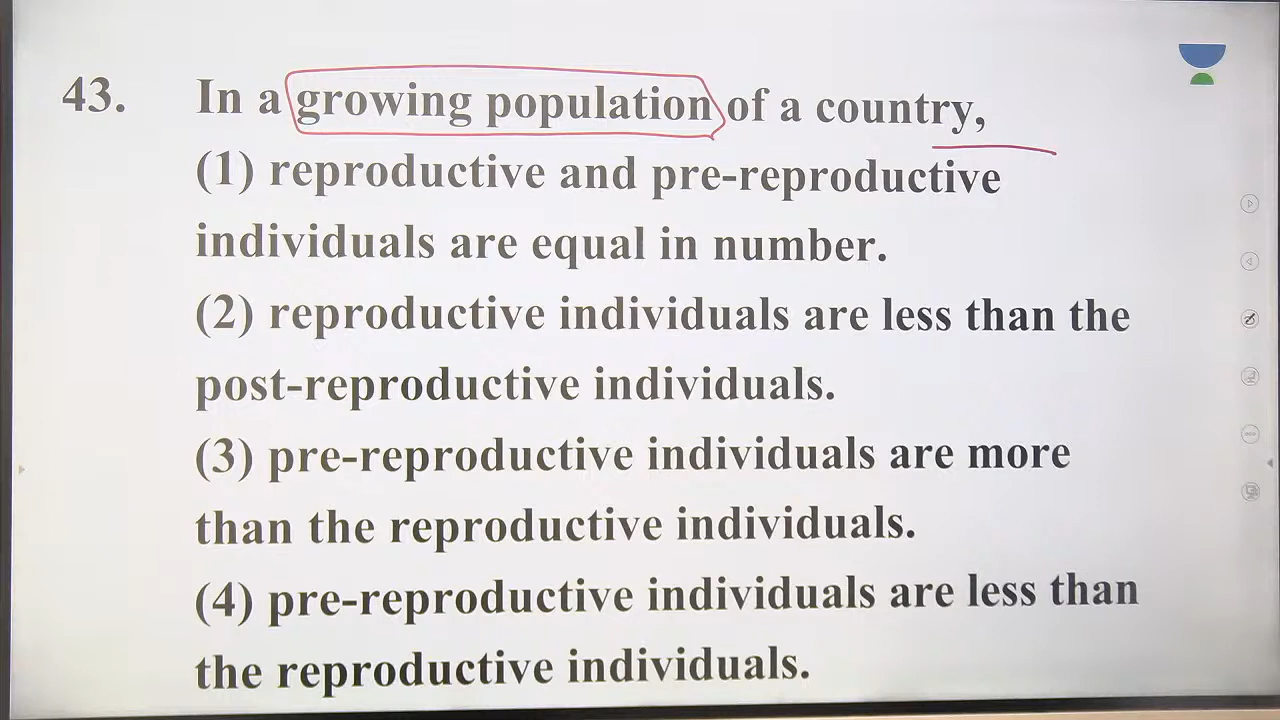 43. In a growing population of a country,
(1) reproductive and pre-reproductive
individuals are equal in number.
(2) reproductive individuals are less than the
post-reproductive individuals.
(3) pre-reproductive individuals are more
than the reproductive individuals.
(4) pre-reproductive individuals are less than
the reproductive individuals.